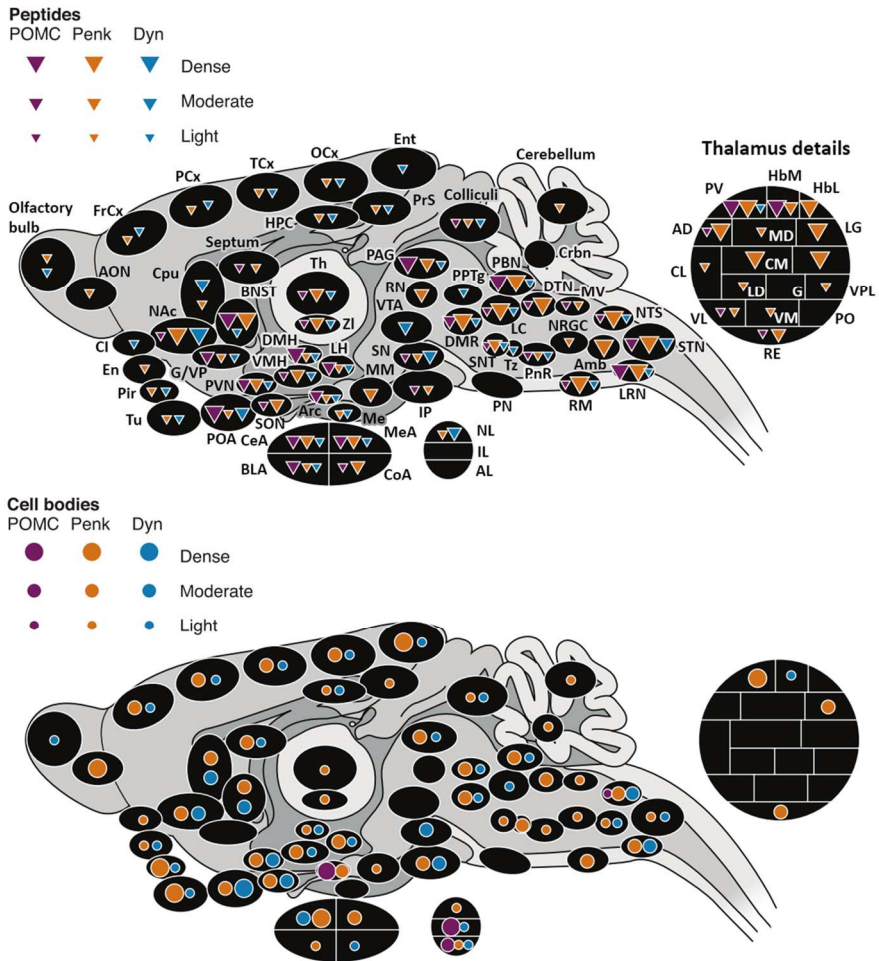 Peptides
POMC Penk Dyn
Dense
Moderate
Light
Ent
OCx
TCx
PCx
FrCx
Olfactory
bulb
AON
HPC
PrS
Colliculi
Cerebellum
Crbn
Septum
Cpu
BNST
Th
ZI
PAG
RN
VTA
PPTg
PBN
DTN
MV
NTS
STN
LC
NRGC
DMR
SNT
Tz
PnR
Amb
LRN
RM
PN
NAc
Cl
En
Pir
Tu
G/VP
DMH
VMH
LH
SN
MM
IP
PVN
SON
POA
Arc
Me
CeA
MeA
BLA
CoA
NL
IL
AL
Thalamus details
HbM
PV
HbL
AD
MD
LG
CL
CM
LD
G
VPL
VL
VM
PO
RE
Cell bodies
POMC Penk Dyn
Dense
Moderate
Light